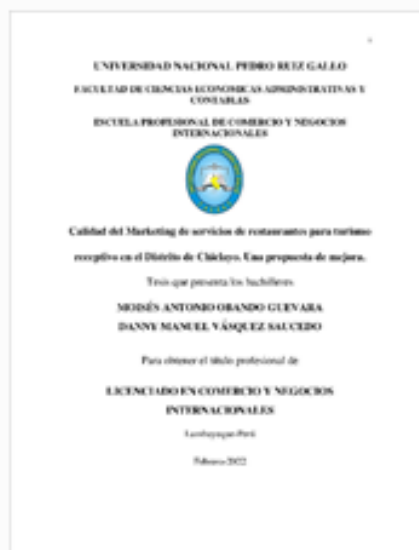 UNIVERSIDAD NACIONAL PEDRO RUIZ GALLO
FACULTAD DE CIENCIAS ECONOMICAS ADMINISTRATIVAS Y
CONTABLES
ESCUELA PROFESIONAL DE COMERCIO Y NEGOCIOS
INTERNACIONALES
Calidad del Marketing de servicios de restaurantes para turismo
receptivo en el Distrito de Chiclayo. Una propuesta de mejora.
Tesis que presenta los bachilleres
MOISÉS ANTONIO OBANDO GUEVARA
DANNY MANUEL VÁSQUEZ SAUCEDO
Para obtener el título profesional de
LICENCIADO EN COMERCIO Y NEGOCIOS
INTERNACIONALES
Lambayeque-Perú
Febrero 2022